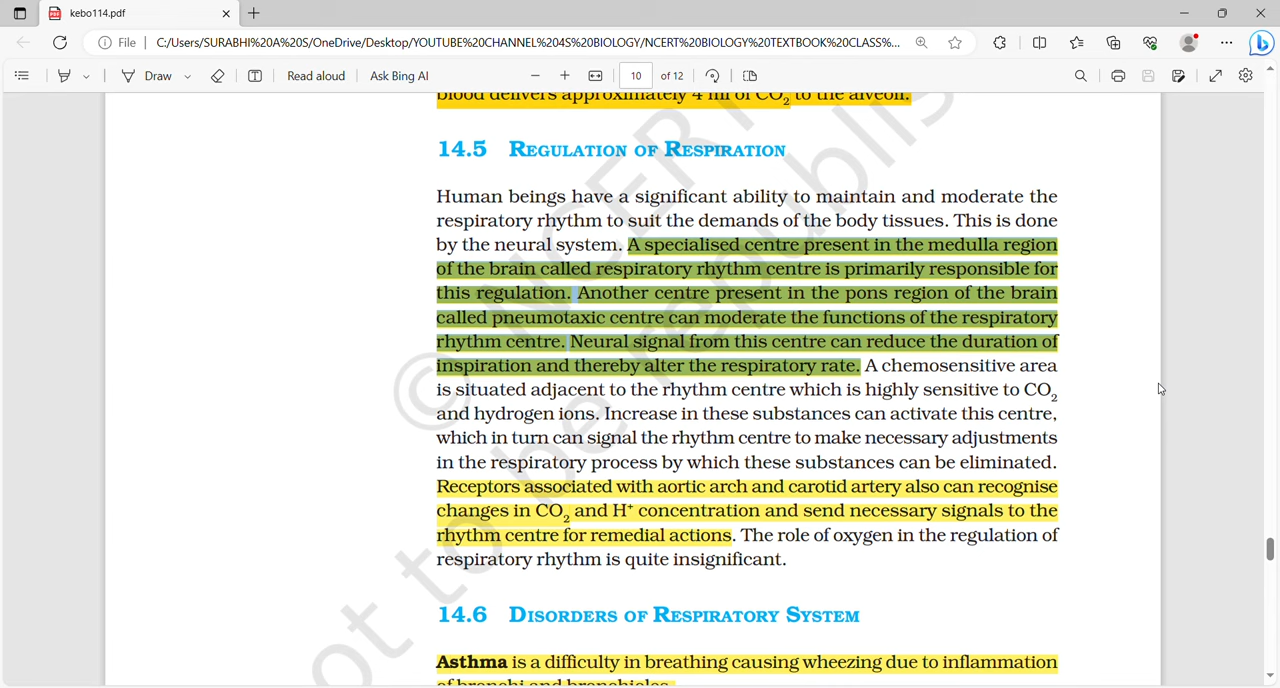 kebo114.pdf
File C:/Users/SURABHI%20A%20S/OneDrive/Desktop/YOUTUBE%20CHANNEL%204S%20BIOLOGY/NCERT%20BIOLOGY%20TEXTBOOK%20CLASS%...
Draw Read aloud Ask Bing AI 10 of 12
blood delivers approximately 4 ml of CO₂ to the alveoli.
14.5 REGULATION OF RESPIRATION
Human beings have a significant ability to maintain and moderate the
respiratory rhythm to suit the demands of the body tissues. This is done
by the neural system. A specialised centre present in the medulla region
of the brain called respiratory rhythm centre is primarily responsible for
this regulation. Another centre present in the pons region of the brain
called pneumotaxic centre can moderate the functions of the respiratory
rhythm centre. Neural signal from this centre can reduce the duration of
inspiration and thereby alter the respiratory rate. A chemosensitive area
is situated adjacent to the rhythm centre which is highly sensitive to CO₂
and hydrogen ions. Increase in these substances can activate this centre,
which in turn can signal the rhythm centre to make necessary adjustments
in the respiratory process by which these substances can be eliminated.
Receptors associated with aortic arch and carotid artery also can recognise
changes in CO₂ and H⁺ concentration and send necessary signals to the
rhythm centre for remedial actions. The role of oxygen in the regulation of
respiratory rhythm is quite insignificant.
14.6 DISORDERS OF RESPIRATORY SYSTEM
Asthma is a difficulty in breathing causing wheezing due to inflammation
of bronchi and bronchioles.
© NCERT
not to be republis